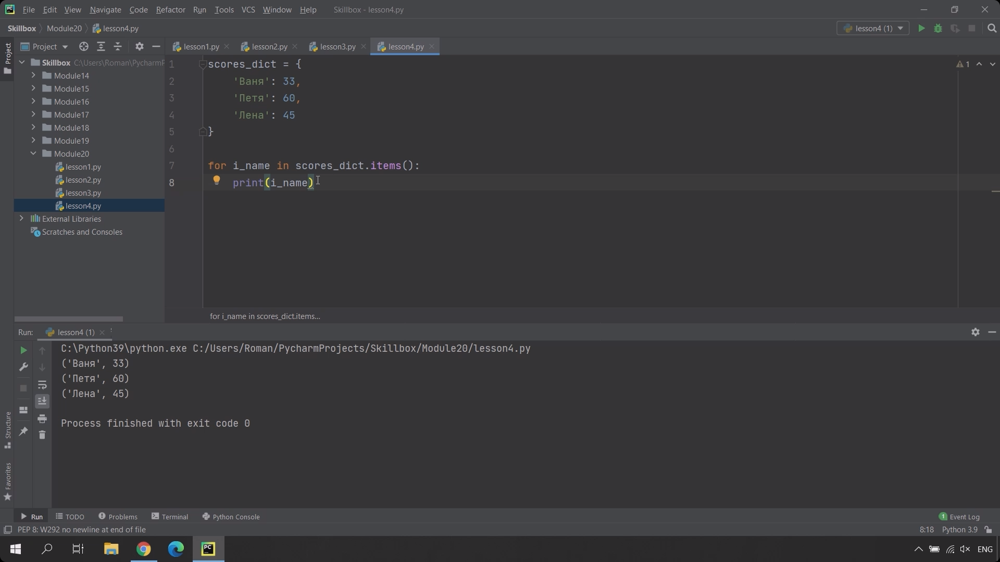 File Edit View Navigate Code Refactor Run Tools VCS Window Help Skillbox - lesson4.py
Skillbox Module20 lesson4.py lesson4 (1)
Project lesson1.py lesson2.py lesson3.py lesson4.py
Project
Skillbox C:\Users\Roman\PycharmP
Module14
Module15
Module16
Module17
Module18
Module19
Module20
lesson1.py
lesson2.py
lesson3.py
lesson4.py
External Libraries
Scratches and Consoles
1 scores_dict = {
2 'Ваня': 33,
3 'Петя': 60,
4 'Лена': 45
5 }
6
7 for i_name in scores_dict.items():
8 print(i_name)
1
for i_name in scores_dict.items...
Run: lesson4 (1)
C:\Python39\python.exe C:/Users/Roman/PycharmProjects/Skillbox/Module20/lesson4.py
('Ваня', 33)
('Петя', 60)
('Лена', 45)
Process finished with exit code 0
Structure
Favorites
Run TODO Problems Terminal Python Console 1 Event Log
PEP 8: W292 no newline at end of file 8:18 Python 3.9
PC ENG